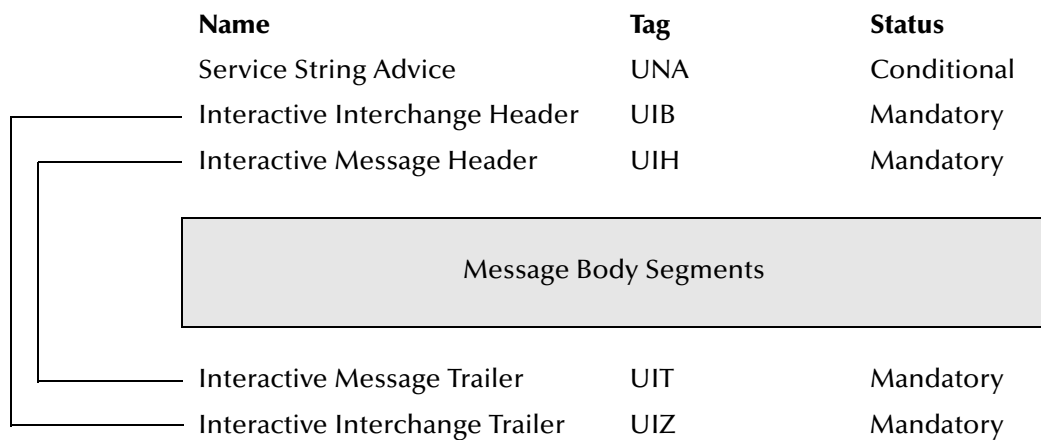 Name Tag Status
Service String Advice UNA Conditional
Interactive Interchange Header UIB Mandatory
Interactive Message Header UIH Mandatory
Message Body Segments
Interactive Message Trailer UIT Mandatory
Interactive Interchange Trailer UIZ Mandatory